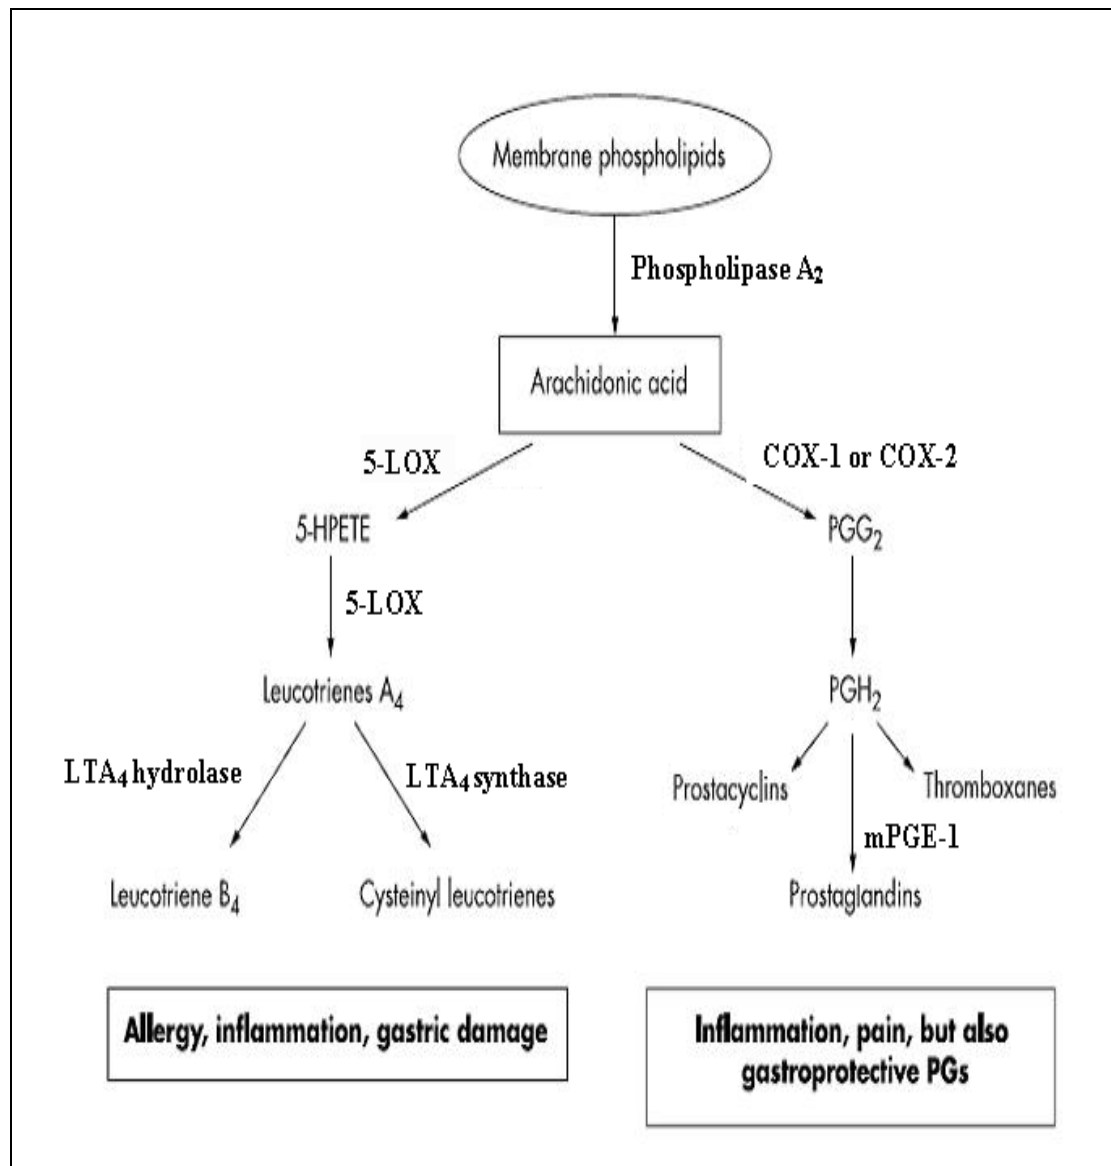 Membrane phospholipids
Phospholipase A₂
Arachidonic acid
5-LOX
COX-1 or COX-2
5-HPETE
PGG₂
5-LOX
Leucotrienes A₄
PGH₂
LTA₄ hydrolase
LTA₄ synthase
Prostacyclins
Thromboxanes
mPGE-1
Leucotriene B₄
Cysteinyl leucotrienes
Prostaglandins
Allergy, inflammation, gastric damage
Inflammation, pain, but also
gastroprotective PGs